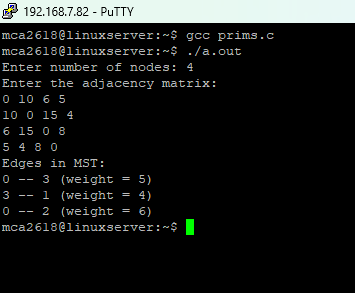 192.168.7.82 - PuTTY
mca2618@linuxserver:~$ gcc prims.c
mca2618@linuxserver:~$ ./a.out
Enter number of nodes: 4
Enter the adjacency matrix:
0 10 6 5
10 0 15 4
6 15 0 8
5 4 8 0
Edges in MST:
0 -- 3 (weight = 5)
3 -- 1 (weight = 4)
0 -- 2 (weight = 6)
mca2618@linuxserver:~$